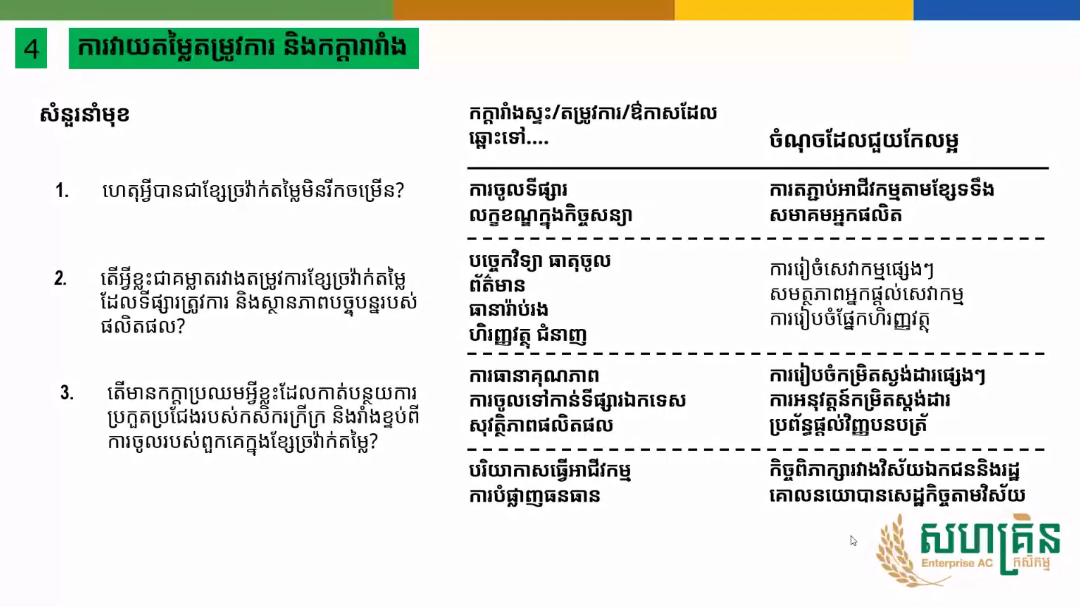 4
ការវាយតម្លៃតម្រូវការ និងកក្ដារារាំង
សំនួរនាំមុខ
1. ហេតុអ្វីបានជាខ្សែច្រវ៉ាក់តម្លៃមិនរីកចម្រើន?
2. តើអ្វីខ្លះជាគម្លាតរវាងតម្រូវការខ្សែច្រវ៉ាក់តម្លៃ
ដែលទីផ្សារត្រូវការ និងស្ថានភាពបច្ចុបន្នរបស់
ផលិតផល?
3. តើមានកក្ដាប្រឈមអ្វីខ្លះដែលកាត់បន្ថយការ
ប្រកួតប្រជែងរបស់កសិករក្រីក្រ និងរាំងខ្ទប់ពី
ការចូលរបស់ពួកគេក្នុងខ្សែច្រវ៉ាក់តម្លៃ?
កក្ដារាំងស្ទះ/តម្រូវការ/ឳកាសដែល
ឆ្ពោះទៅ....
ចំណុចដែលជួយកែលម្អ
ការចូលទីផ្សារ
លក្ខខណ្ឌក្នុងកិច្ចសន្យា
ការតភ្ជាប់អាជីវកម្មតាមខ្សែទទឹង
សមាគមអ្នកផលិត
បច្ចេកវិទ្យា ធាតុចូល
ព័ត៌មាន
ធានារ៉ាប់រង
ហិរញ្ញវត្ថុ ជំនាញ
ការរៀចំសេវាកម្មផ្សេងៗ
សមត្ថភាពអ្នកផ្ដល់សេវាកម្ម
ការរៀបចំផ្នែកហិរញ្ញវត្ថុ
ការធានាគុណភាព
ការចូលទៅកាន់ទីផ្សារឯកទេស
សុវត្ថិភាពផលិតផល
ការរៀបចំកម្រិតស្ដង់ដារផ្សេងៗ
ការអនុវត្តន៍កម្រិតស្ដង់ដារ
ប្រព័ន្ធផ្ដល់វិញ្ញបនបត្រ័
បរិយាកាសធ្វើអាជីវកម្ម
ការបំផ្លាញធនធាន
កិច្ចពិភាក្សារវាងវិស័យឯកជននិងរដ្ឋ
គោលនយោបានសេដ្ឋកិច្ចតាមវិស័យ
សហគ្រិន
Enterprise AC កសិកម្ម